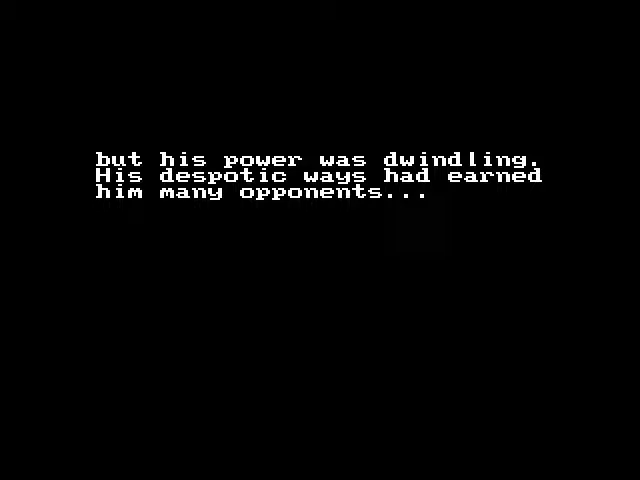 but his power was dwindling.
His despotic ways had earned
him many opponents...